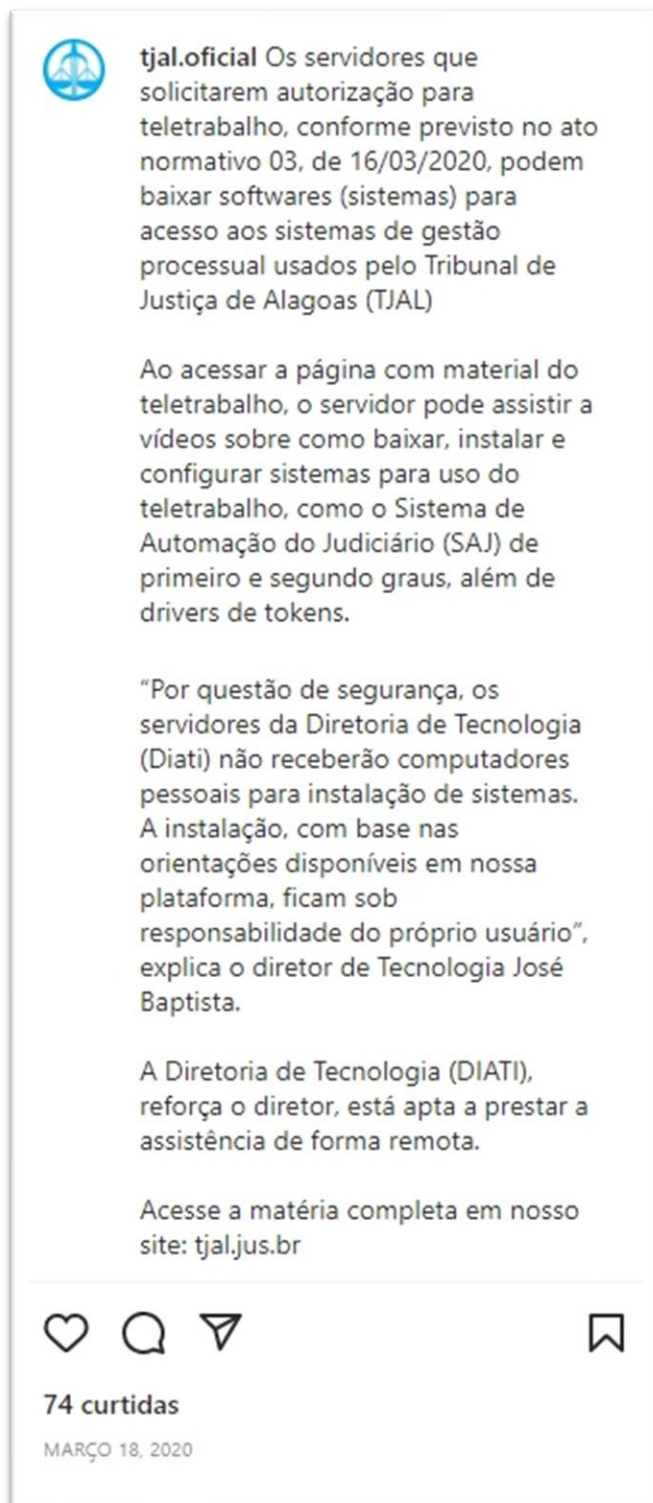 tjal.oficial Os servidores que
solicitarem autorização para
teletrabalho, conforme previsto no ato
normativo 03, de 16/03/2020, podem
baixar softwares (sistemas) para
acesso aos sistemas de gestão
processual usados pelo Tribunal de
Justiça de Alagoas (TJAL)
Ao acessar a página com material do
teletrabalho, o servidor pode assistir a
vídeos sobre como baixar, instalar e
configurar sistemas para uso do
teletrabalho, como o Sistema de
Automação do Judiciário (SAJ) de
primeiro e segundo graus, além de
drivers de tokens.
“Por questão de segurança, os
servidores da Diretoria de Tecnologia
(Diati) não receberão computadores
pessoais para instalação de sistemas.
A instalação, com base nas
orientações disponíveis em nossa
plataforma, ficam sob
responsabilidade do próprio usuário”,
explica o diretor de Tecnologia José
Baptista.
A Diretoria de Tecnologia (DIATI),
reforça o diretor, está apta a prestar a
assistência de forma remota.
Acesse a matéria completa em nosso
site: tjal.jus.br
74 curtidas
MARÇO 18, 2020